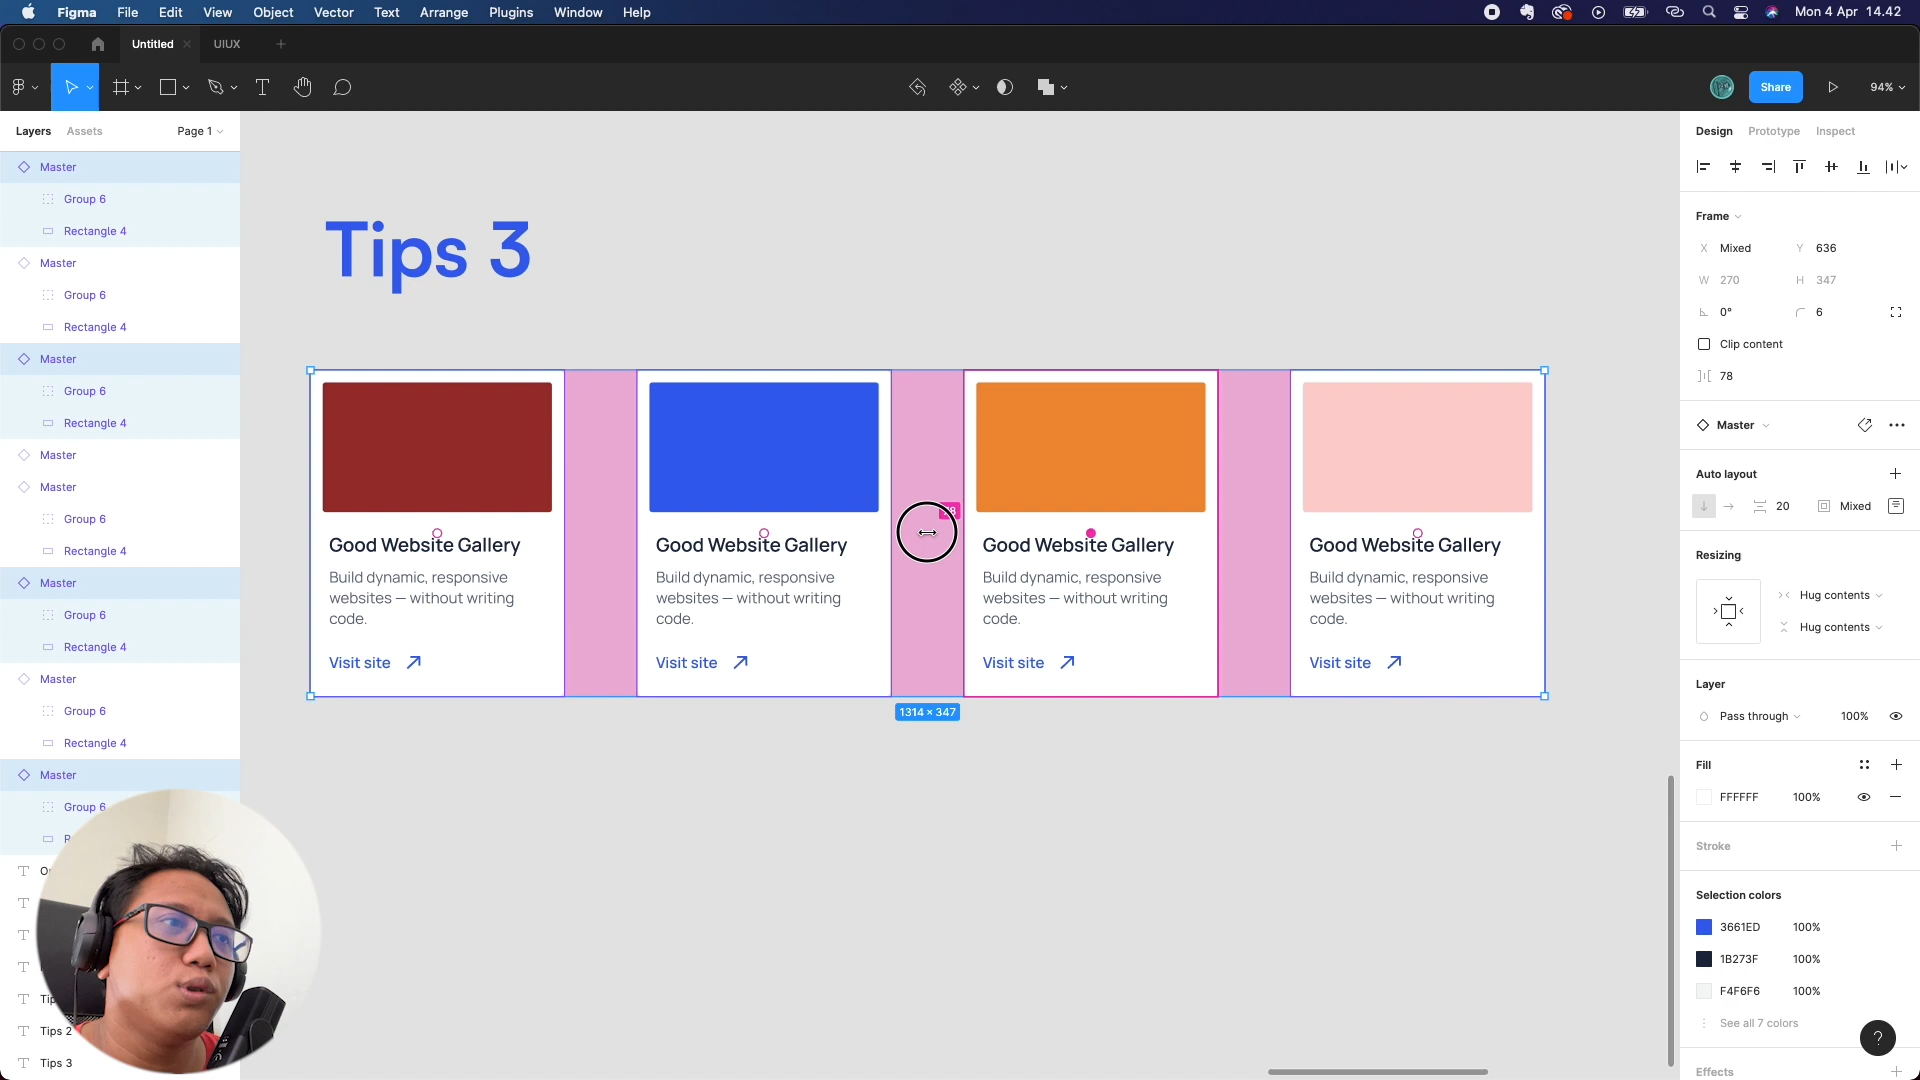 Figma File Edit View Object Vector Text Arrange Plugins Window Help
Mon 4 Apr 14.42
Untitled
UIUX
Share
94%
Layers Assets Page 1
Master
Group 6
Rectangle 4
Master
Group 6
Rectangle 4
Master
Group 6
Rectangle 4
Master
Master
Group 6
Rectangle 4
Master
Group 6
Rectangle 4
Master
Group 6
Rectangle 4
Master
Group 6
Tips 2
Tips 3
Tips 3
Good Website Gallery
Build dynamic, responsive
websites — without writing
code.
Visit site
Good Website Gallery
Build dynamic, responsive
websites — without writing
code.
Visit site
Good Website Gallery
Build dynamic, responsive
websites — without writing
code.
Visit site
Good Website Gallery
Build dynamic, responsive
websites — without writing
code.
Visit site
1314 × 347
Design Prototype Inspect
Frame
X Mixed Y 636
W 270 H 347
0° 6
Clip content
78
Master
Auto layout
20 Mixed
Resizing
Hug contents
Hug contents
Layer
Pass through 100%
Fill
FFFFFF 100%
Stroke
Selection colors
3661ED 100%
1B273F 100%
F4F6F6 100%
See all 7 colors
?
Effects